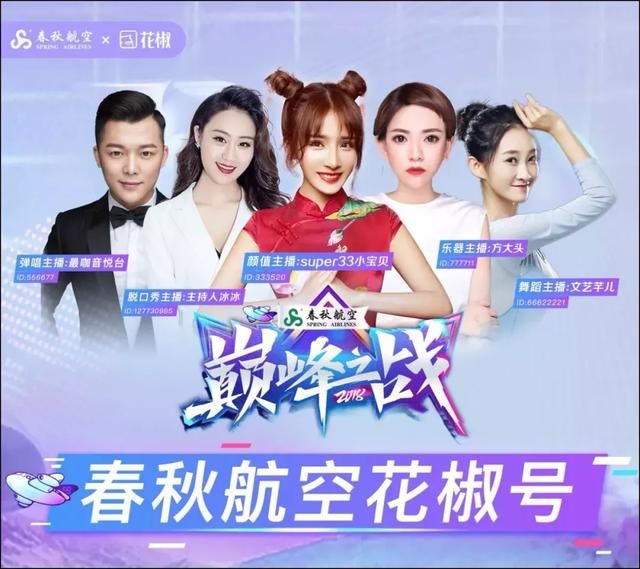 春秋航空 × 花椒
SPRING AIRLINES
弹唱主播:最咖音悦台
ID:556677
脱口秀主播:主持人冰冰
ID:127730985
颜值主播:super33小宝贝
ID:333520
乐器主播:方大头
ID:777711
舞蹈主播:文艺芊儿
ID:66622221
春秋航空
SPRING AIRLINES
巅峰之战
2018
春秋航空花椒号